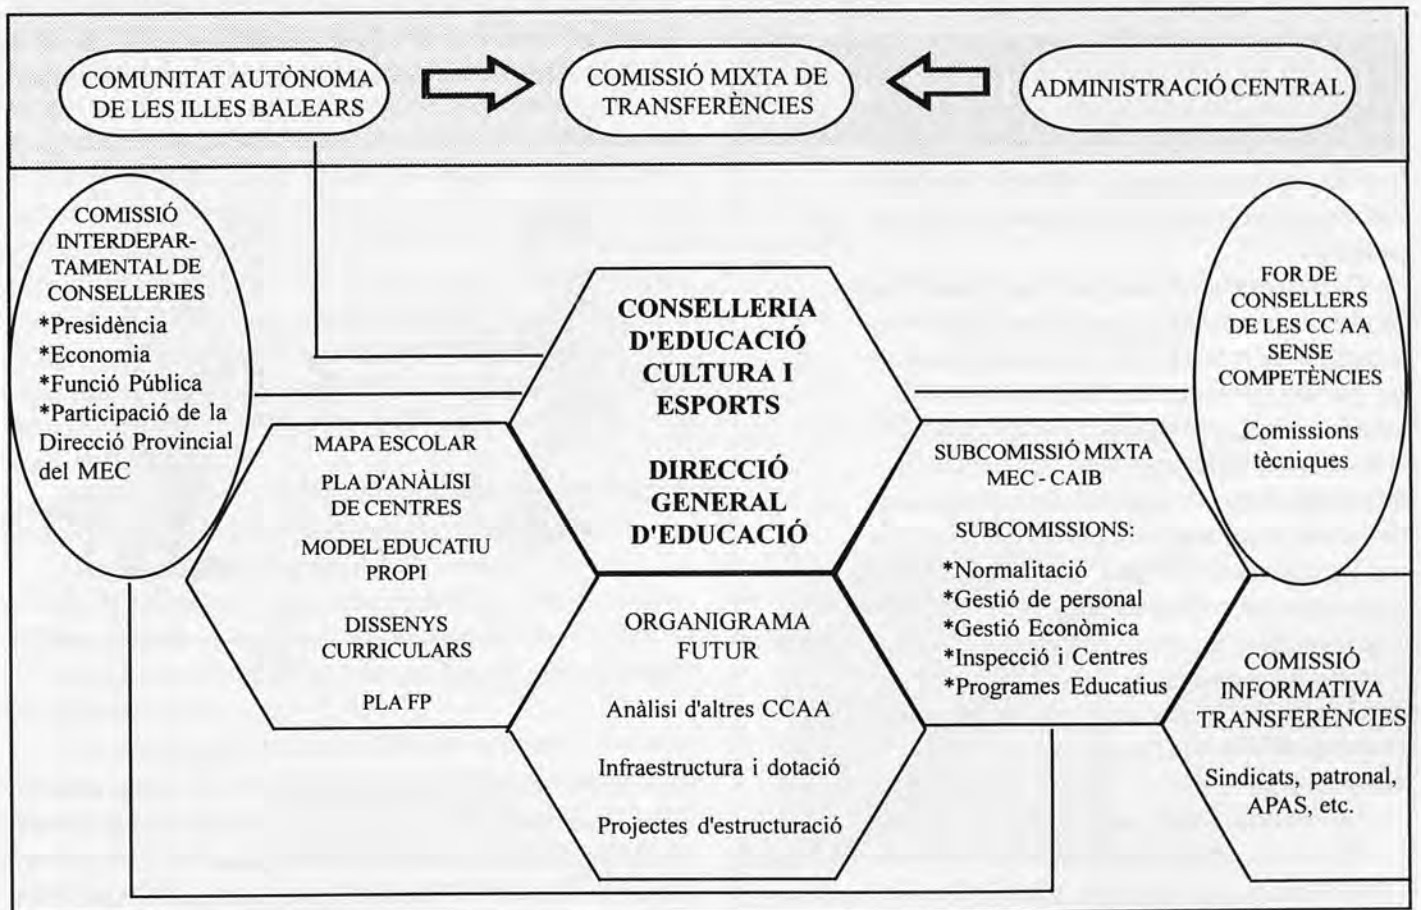 COMUNITAT AUTÒNOMA
DE LES ILLES BALEARS
COMISSIÓ MIXTA DE
TRANSFERÈNCIES
ADMINISTRACIÓ CENTRAL
COMISSIÓ
INTERDEPAR-
TAMENTAL DE
CONSELLERIES
*Presidència
*Economia
*Funció Pública
*Participació de la
Direcció Provincial
del MEC
CONSELLERIA
D'EDUCACIÓ
CULTURA I
ESPORTS
DIRECCIÓ
GENERAL
D'EDUCACIÓ
FOR DE
CONSELLERS
DE LES CC AA
SENSE
COMPETÈNCIES
Comissions
tècniques
MAPA ESCOLAR
PLA D'ANÀLISI
DE CENTRES
MODEL EDUCATIU
PROPI
DISSENYS
CURRICULARS
PLA FP
SUBCOMISSIÓ MIXTA
MEC - CAIB
SUBCOMISSIONS:
*Normalitació
*Gestió de personal
*Gestió Econòmica
*Inspecció i Centres
*Programes Educatius
ORGANIGRAMA
FUTUR
Anàlisi d'altres CCAA
Infraestructura i dotació
Projectes d'estructuració
COMISSIÓ
INFORMATIVA
TRANSFERÈNCIES
Sindicats, patronal,
APAS, etc.